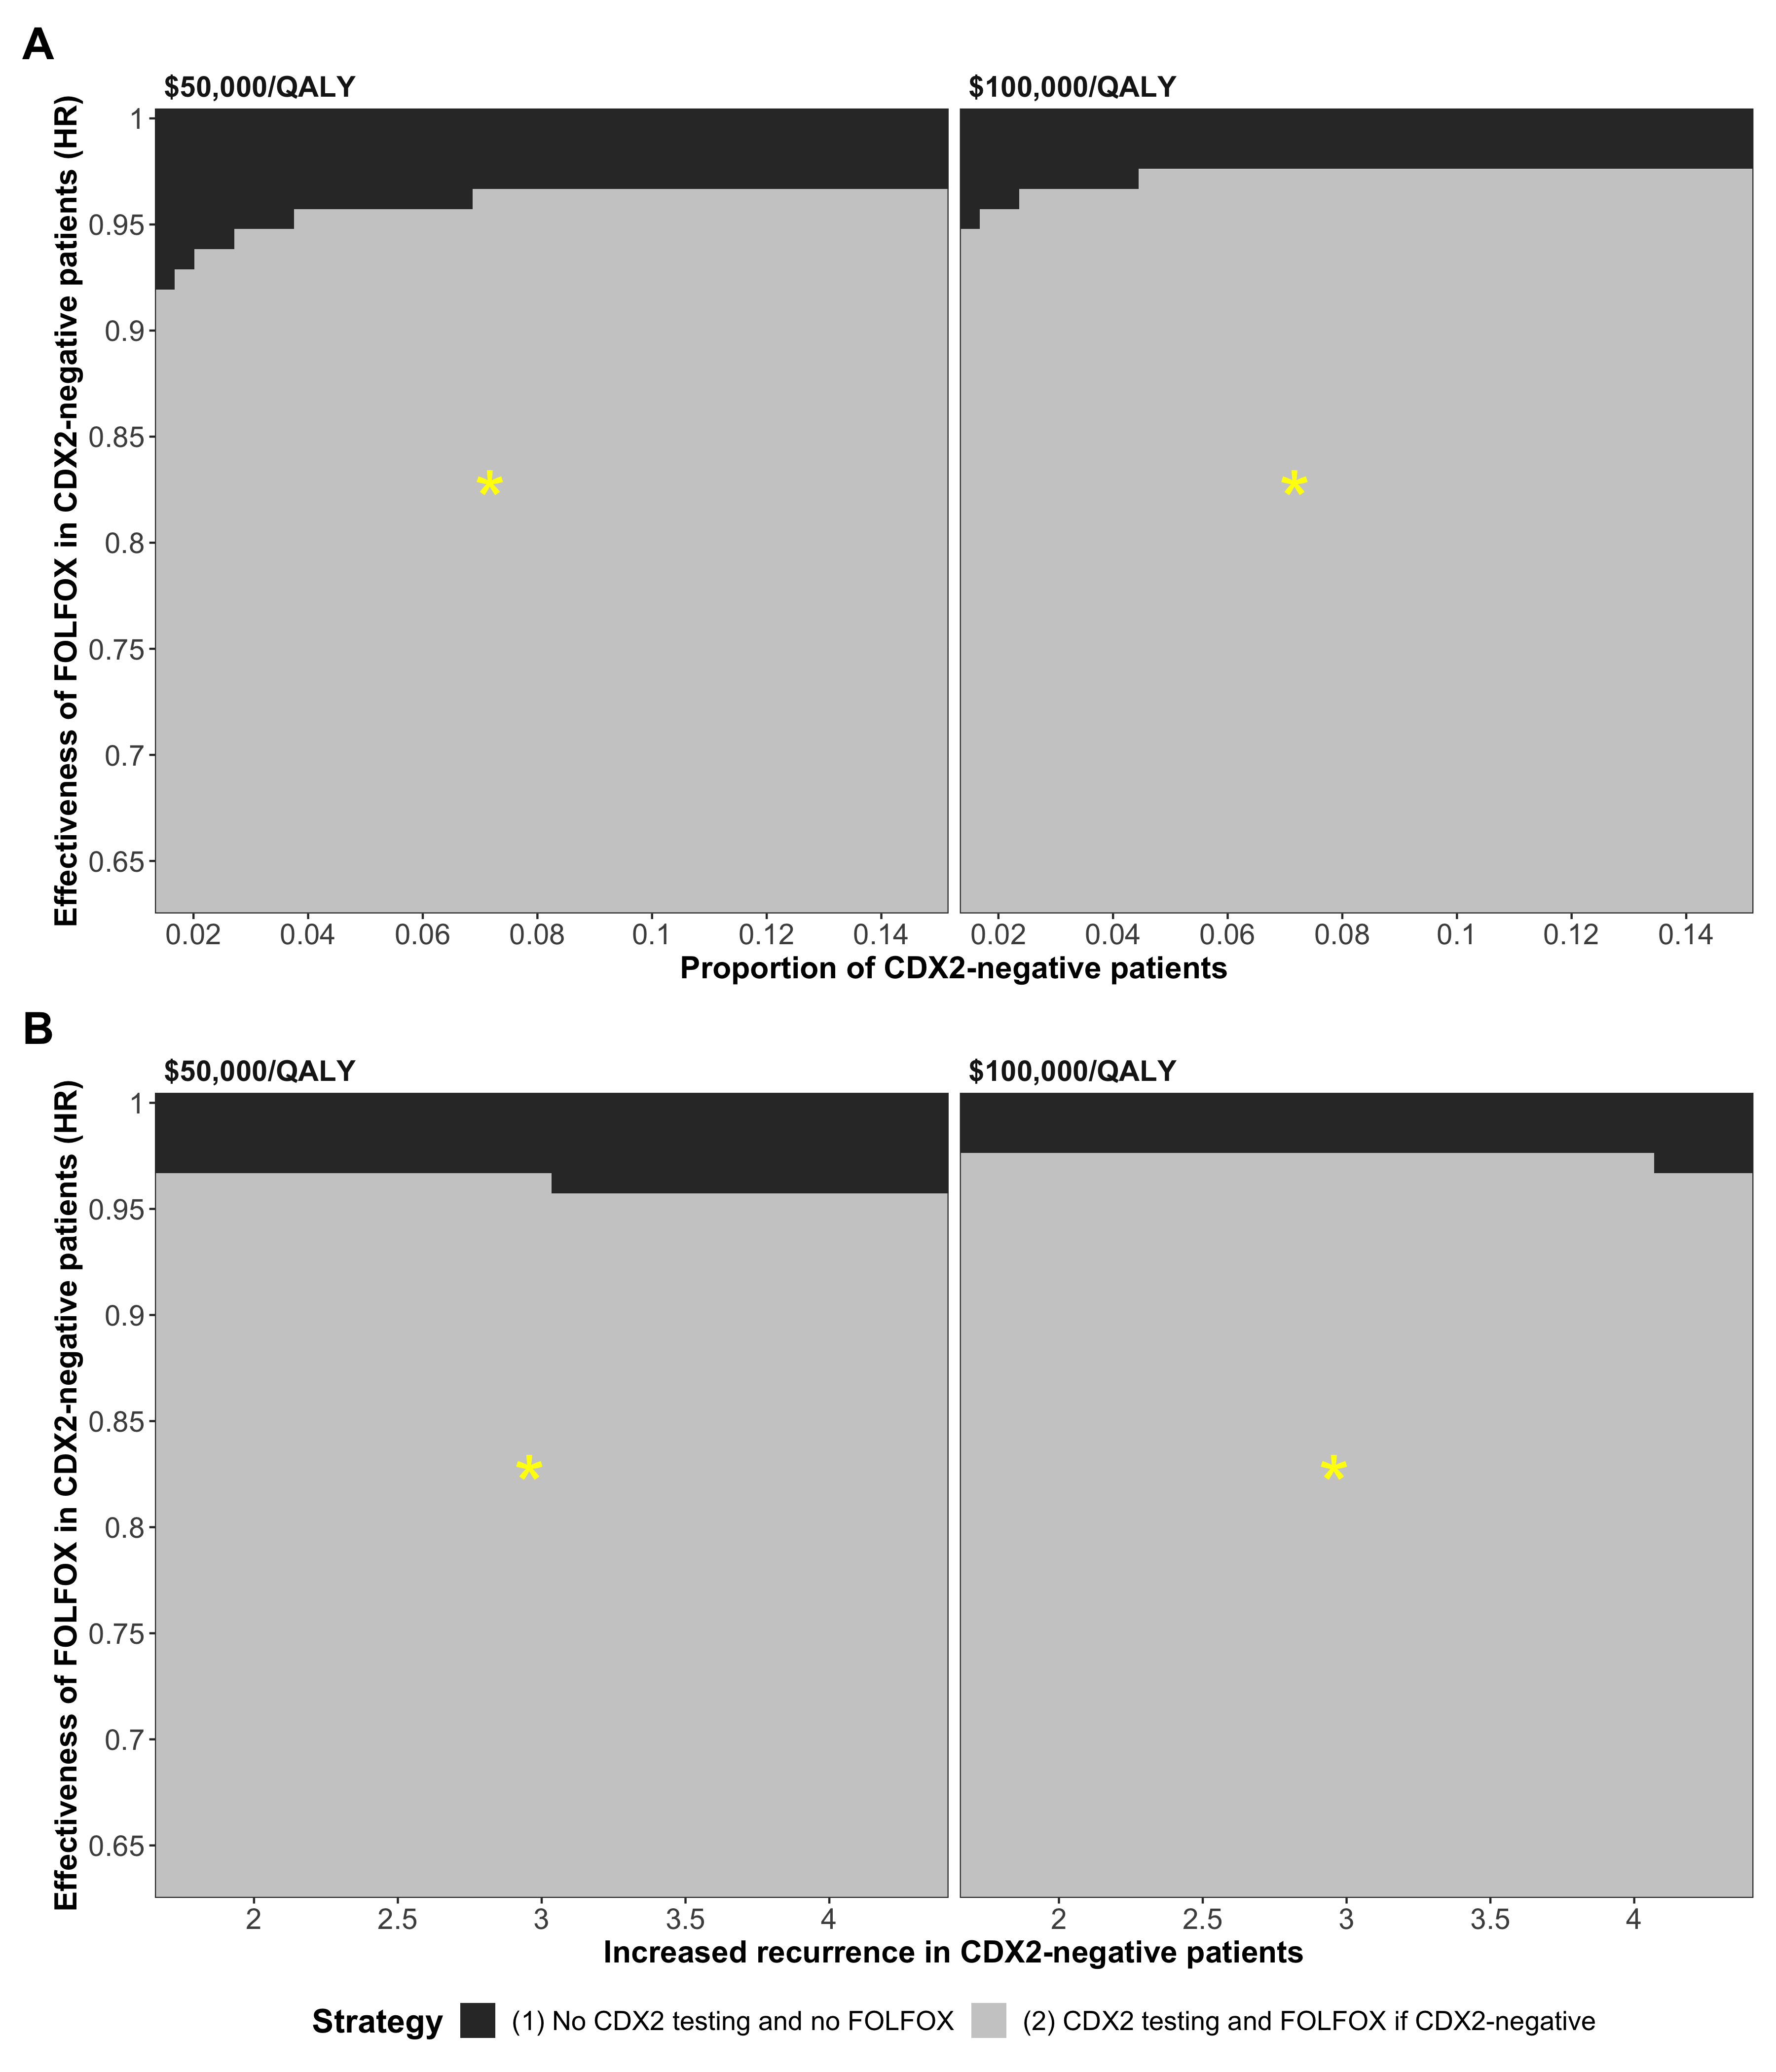 A
$50,000/QALY
$100,000/QALY
Effectiveness of FOLFOX in CDX2-negative patients (HR)
1
0.95
0.9
0.85
0.8
0.75
0.7
0.65
*
*
0.02 0.04 0.06 0.08 0.1 0.12 0.14
0.02 0.04 0.06 0.08 0.1 0.12 0.14
Proportion of CDX2-negative patients
B
$50,000/QALY
$100,000/QALY
Effectiveness of FOLFOX in CDX2-negative patients (HR)
1
0.95
0.9
0.85
0.8
0.75
0.7
0.65
*
*
2 2.5 3 3.5 4
2 2.5 3 3.5 4
Increased recurrence in CDX2-negative patients
Strategy (1) No CDX2 testing and no FOLFOX (2) CDX2 testing and FOLFOX if CDX2-negative